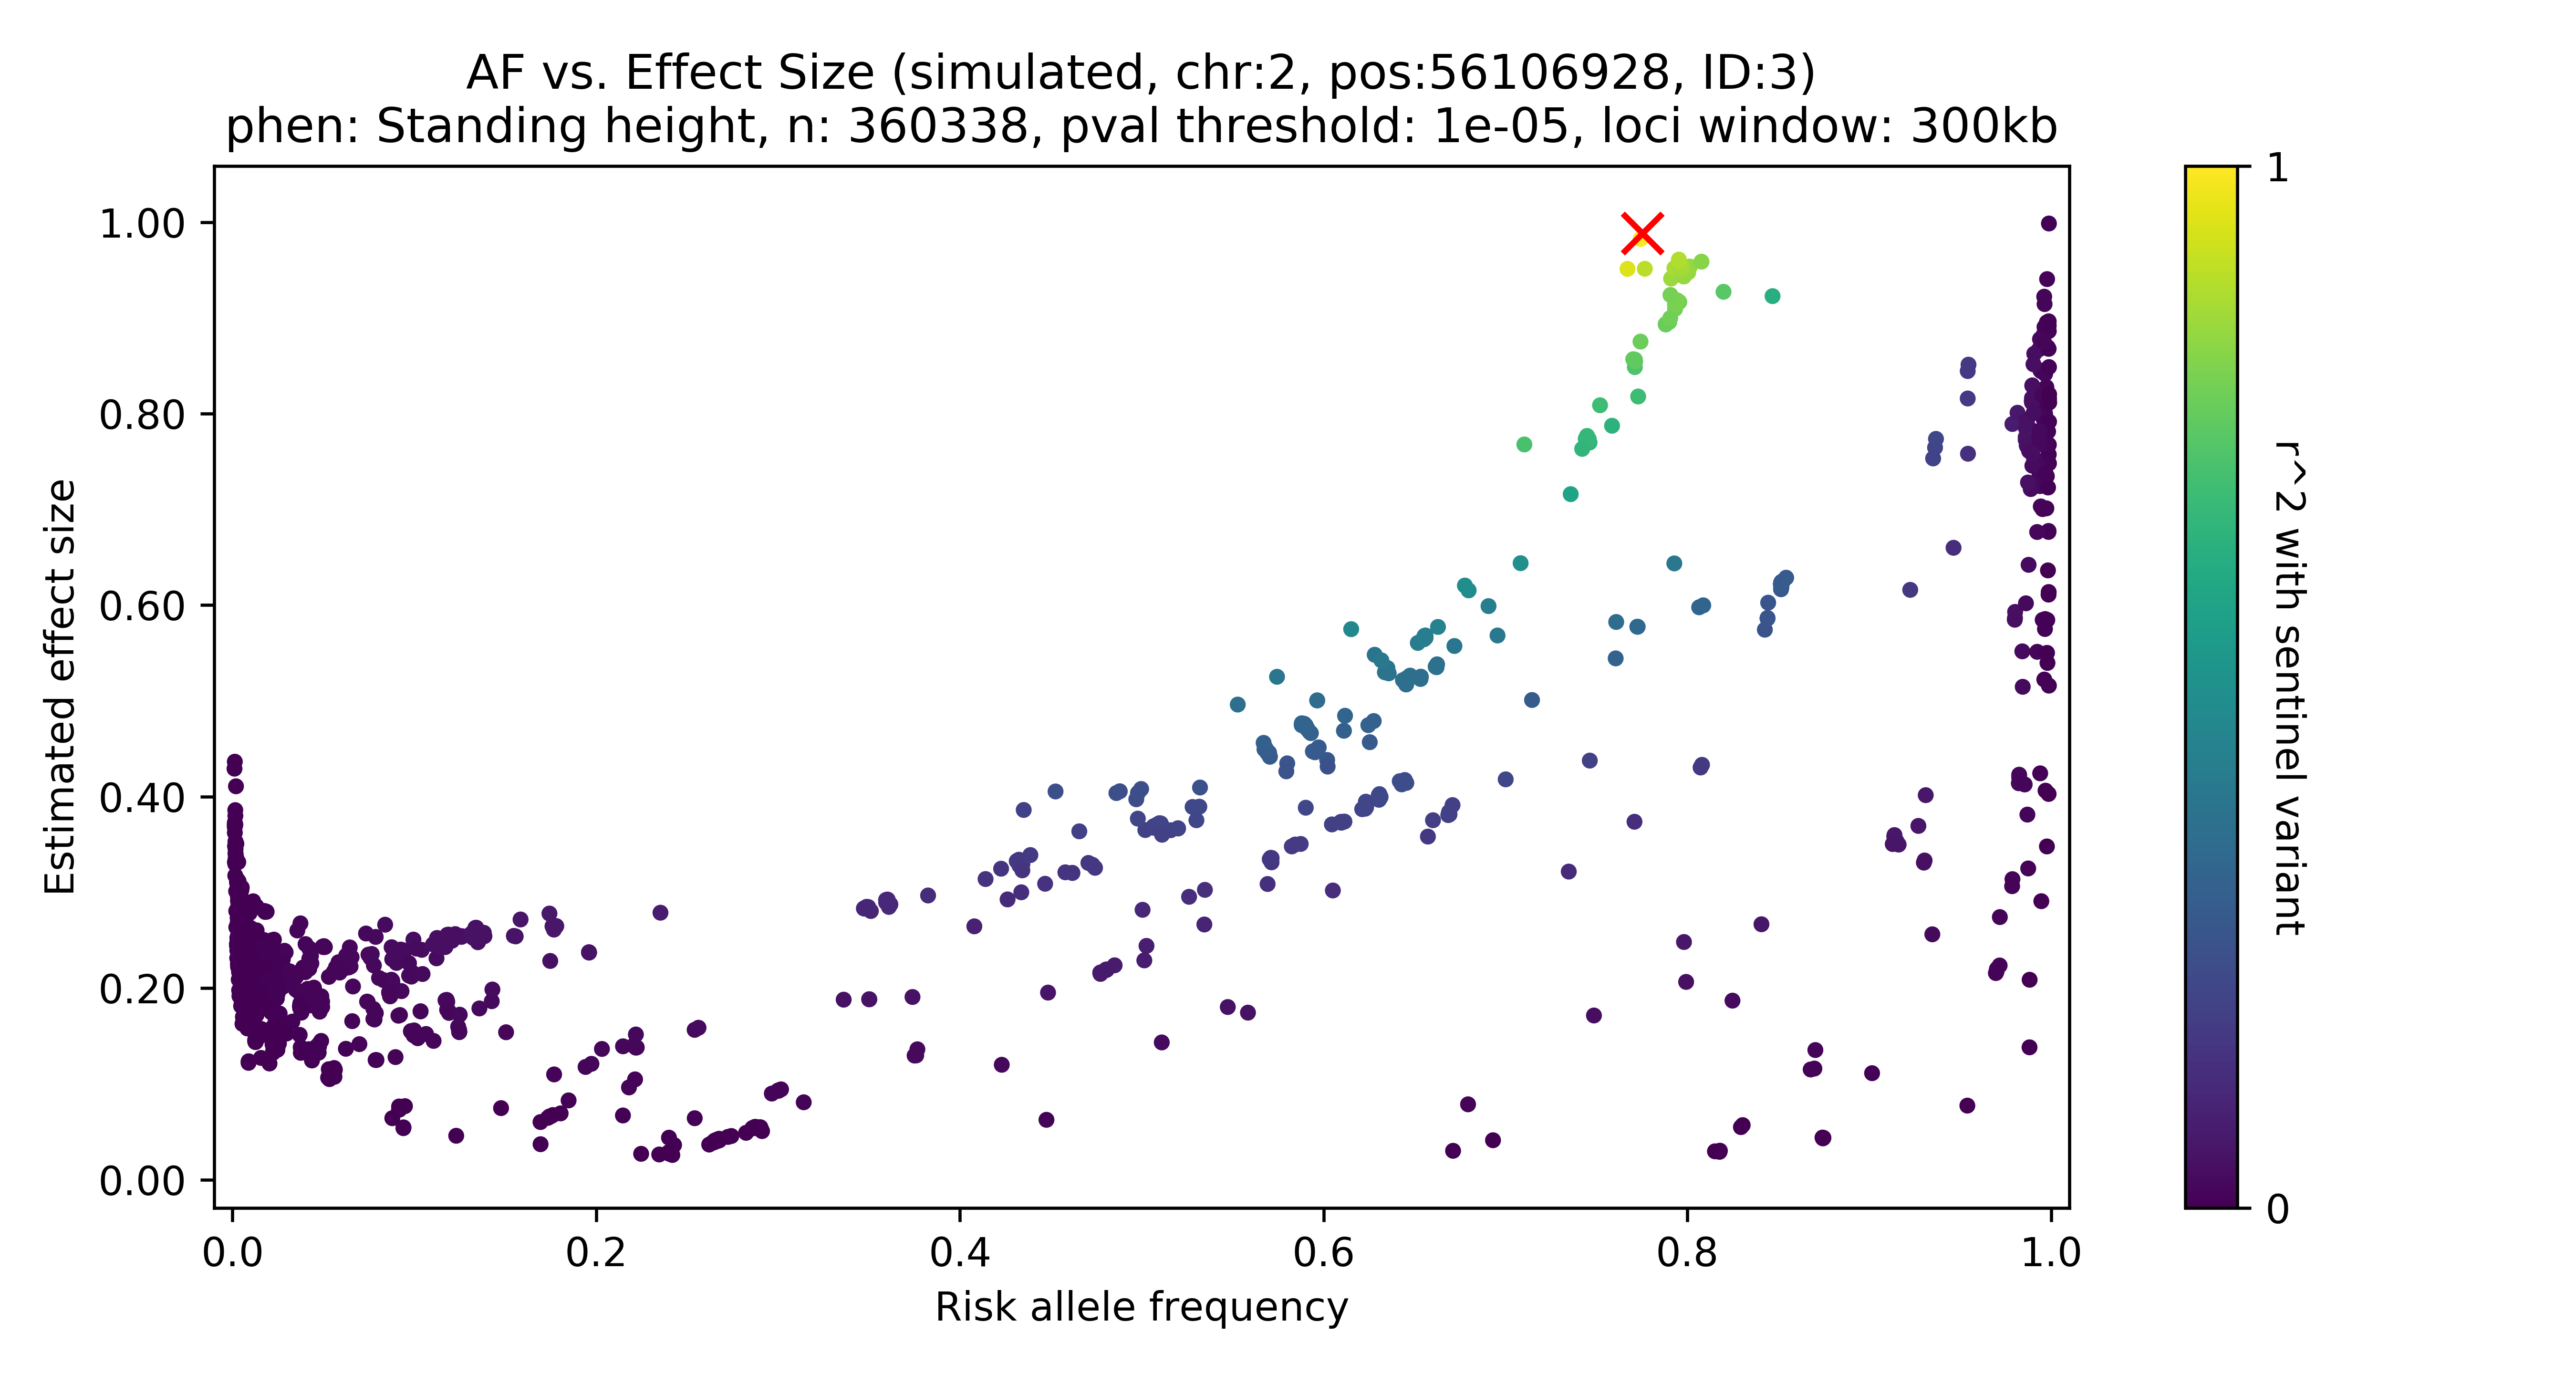 AF vs. Effect Size (simulated, chr:2, pos:56106928, ID:3)
phen: Standing height, n: 360338, pval threshold: 1e-05, loci window: 300kb
Estimated effect size
1.00
0.80
0.60
0.40
0.20
0.00
0.0 0.2 0.4 0.6 0.8 1.0
Risk allele frequency
1
0
r^2 with sentinel variant